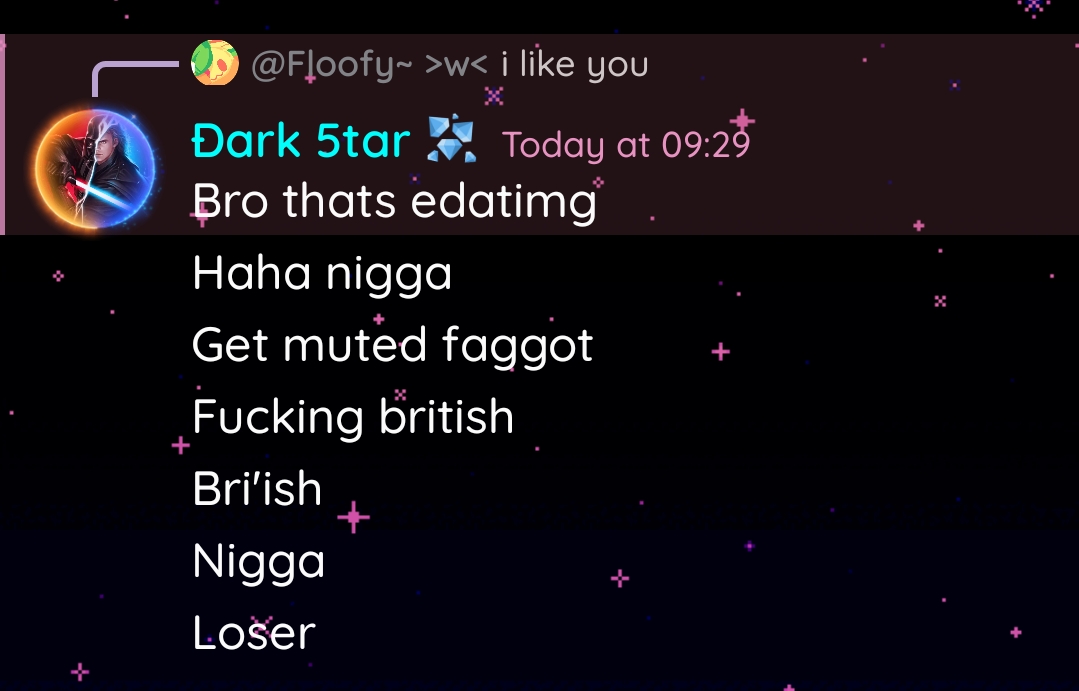 @Floofy~ >w< i like you
Đark 5tar Today at 09:29
Bro thats edatimg
Haha nigga
Get muted faggot
Fucking british
Bri'ish
Nigga
Loser